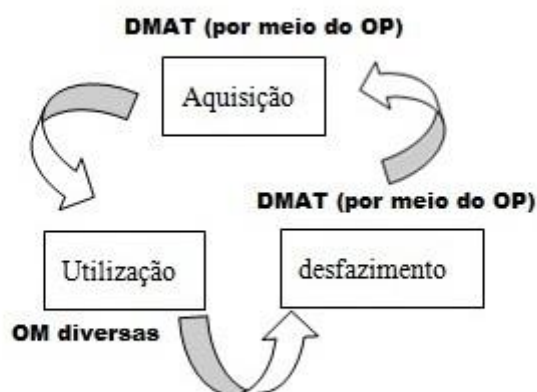 DMAT (por meio do OP)
Aquisição
DMAT (por meio do OP)
Utilização
desfazimento
OM diversas